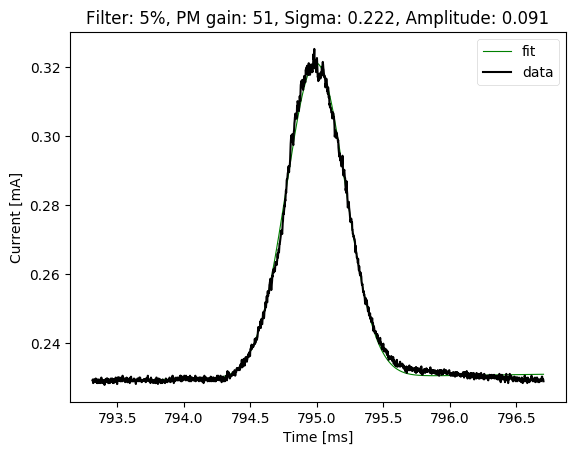 Filter: 5%, PM gain: 51, Sigma: 0.222, Amplitude: 0.091
fit
data
0.32
0.30
0.28
0.26
0.24
Current [mA]
793.5 794.0 794.5 795.0 795.5 796.0 796.5
Time [ms]